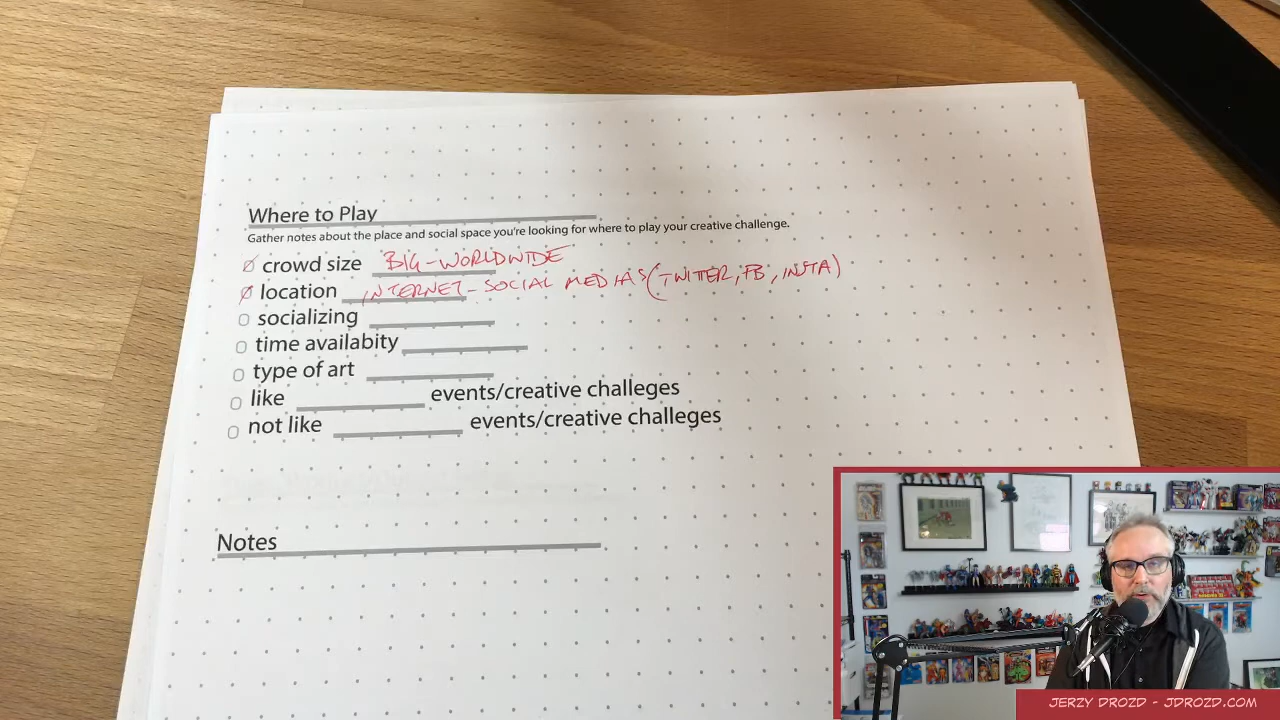 Where to Play
Gather notes about the place and social space you're looking for where to play your creative challenge.
crowd size BIG-WORLDWIDE
location INTERNET-SOCIAL MEDIA'S (TWITTER, FB, INSTA)
socializing
time availabity
type of art
like events/creative challeges
not like events/creative challeges
Notes
JERZY DROZD - JDROZD.COM